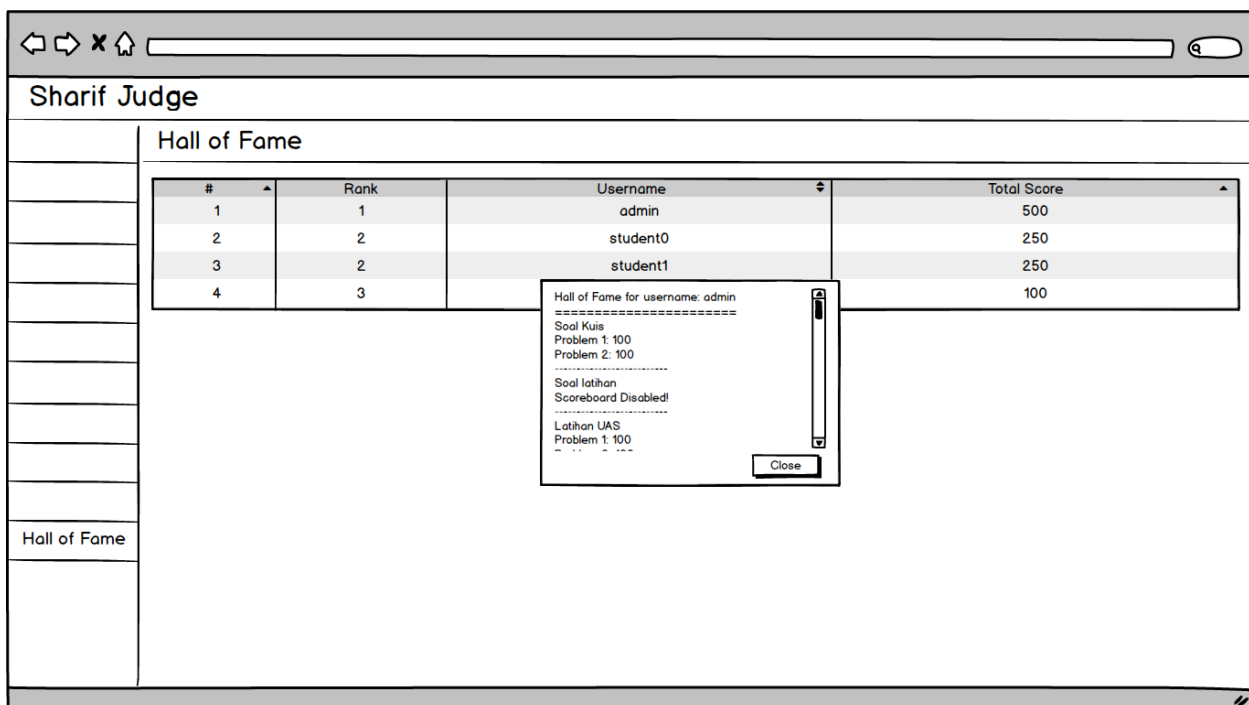 Sharif Judge
Hall of Fame
# Rank Username Total Score
1 1 admin 500
2 2 student0 250
3 2 student1 250
4 3 100
Hall of Fame for username: admin
=======================
Soal Kuis
Problem 1: 100
Problem 2: 100
-----------------------
Soal latihan
Scoreboard Disabled!
-----------------------
Latihan UAS
Problem 1: 100
Close
Hall of Fame